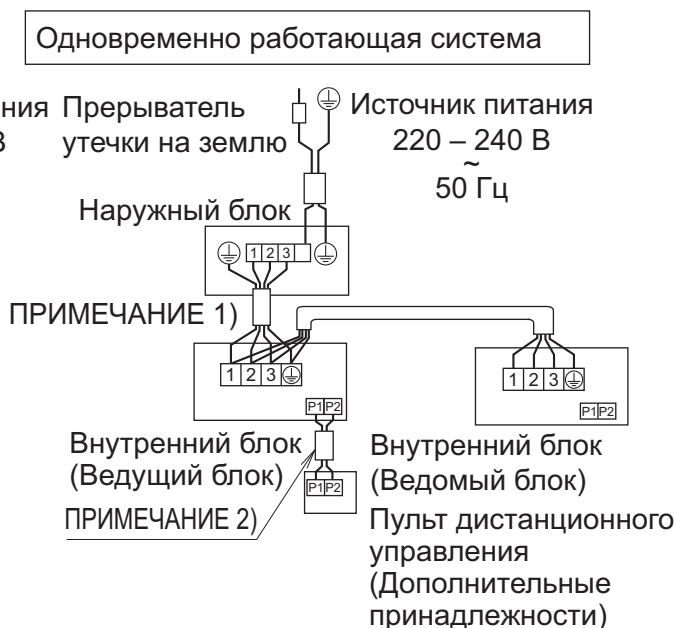 Одновременно работающая система
ния
В
Прерыватель
утечки на землю
Источник питания
220 – 240 В
~
50 Гц
Наружный блок
1 2 3
ПРИМЕЧАНИЕ 1)
1 2 3
P1 P2
1 2 3
P1 P2
Внутренний блок
(Ведущий блок)
P1 P2
ПРИМЕЧАНИЕ 2)
Внутренний блок
(Ведомый блок)
Пульт дистанционного
управления
(Дополнительные
принадлежности)